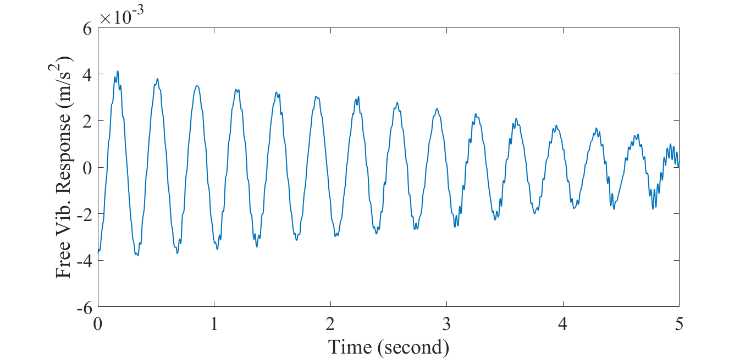 ×10⁻³
6
4
2
0
-2
-4
-6
Free Vib. Response (m/s²)
0 1 2 3 4 5
Time (second)